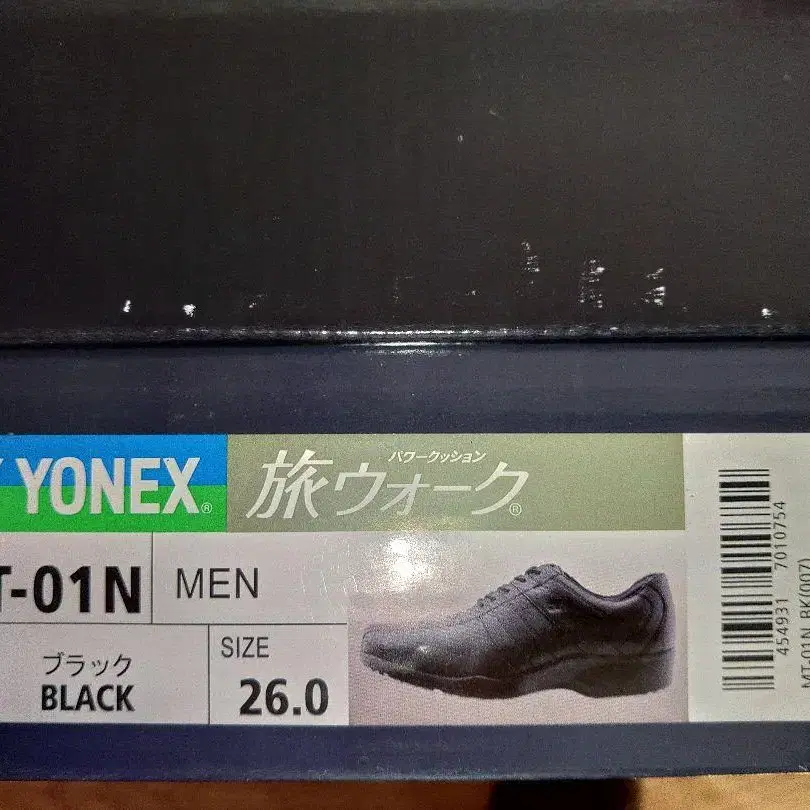 YONEX®
パワークッション
旅ウォーク®
T-01N
MEN
ブラック
BLACK
SIZE
26.0
454931 7010754
MT-01N BK(007)